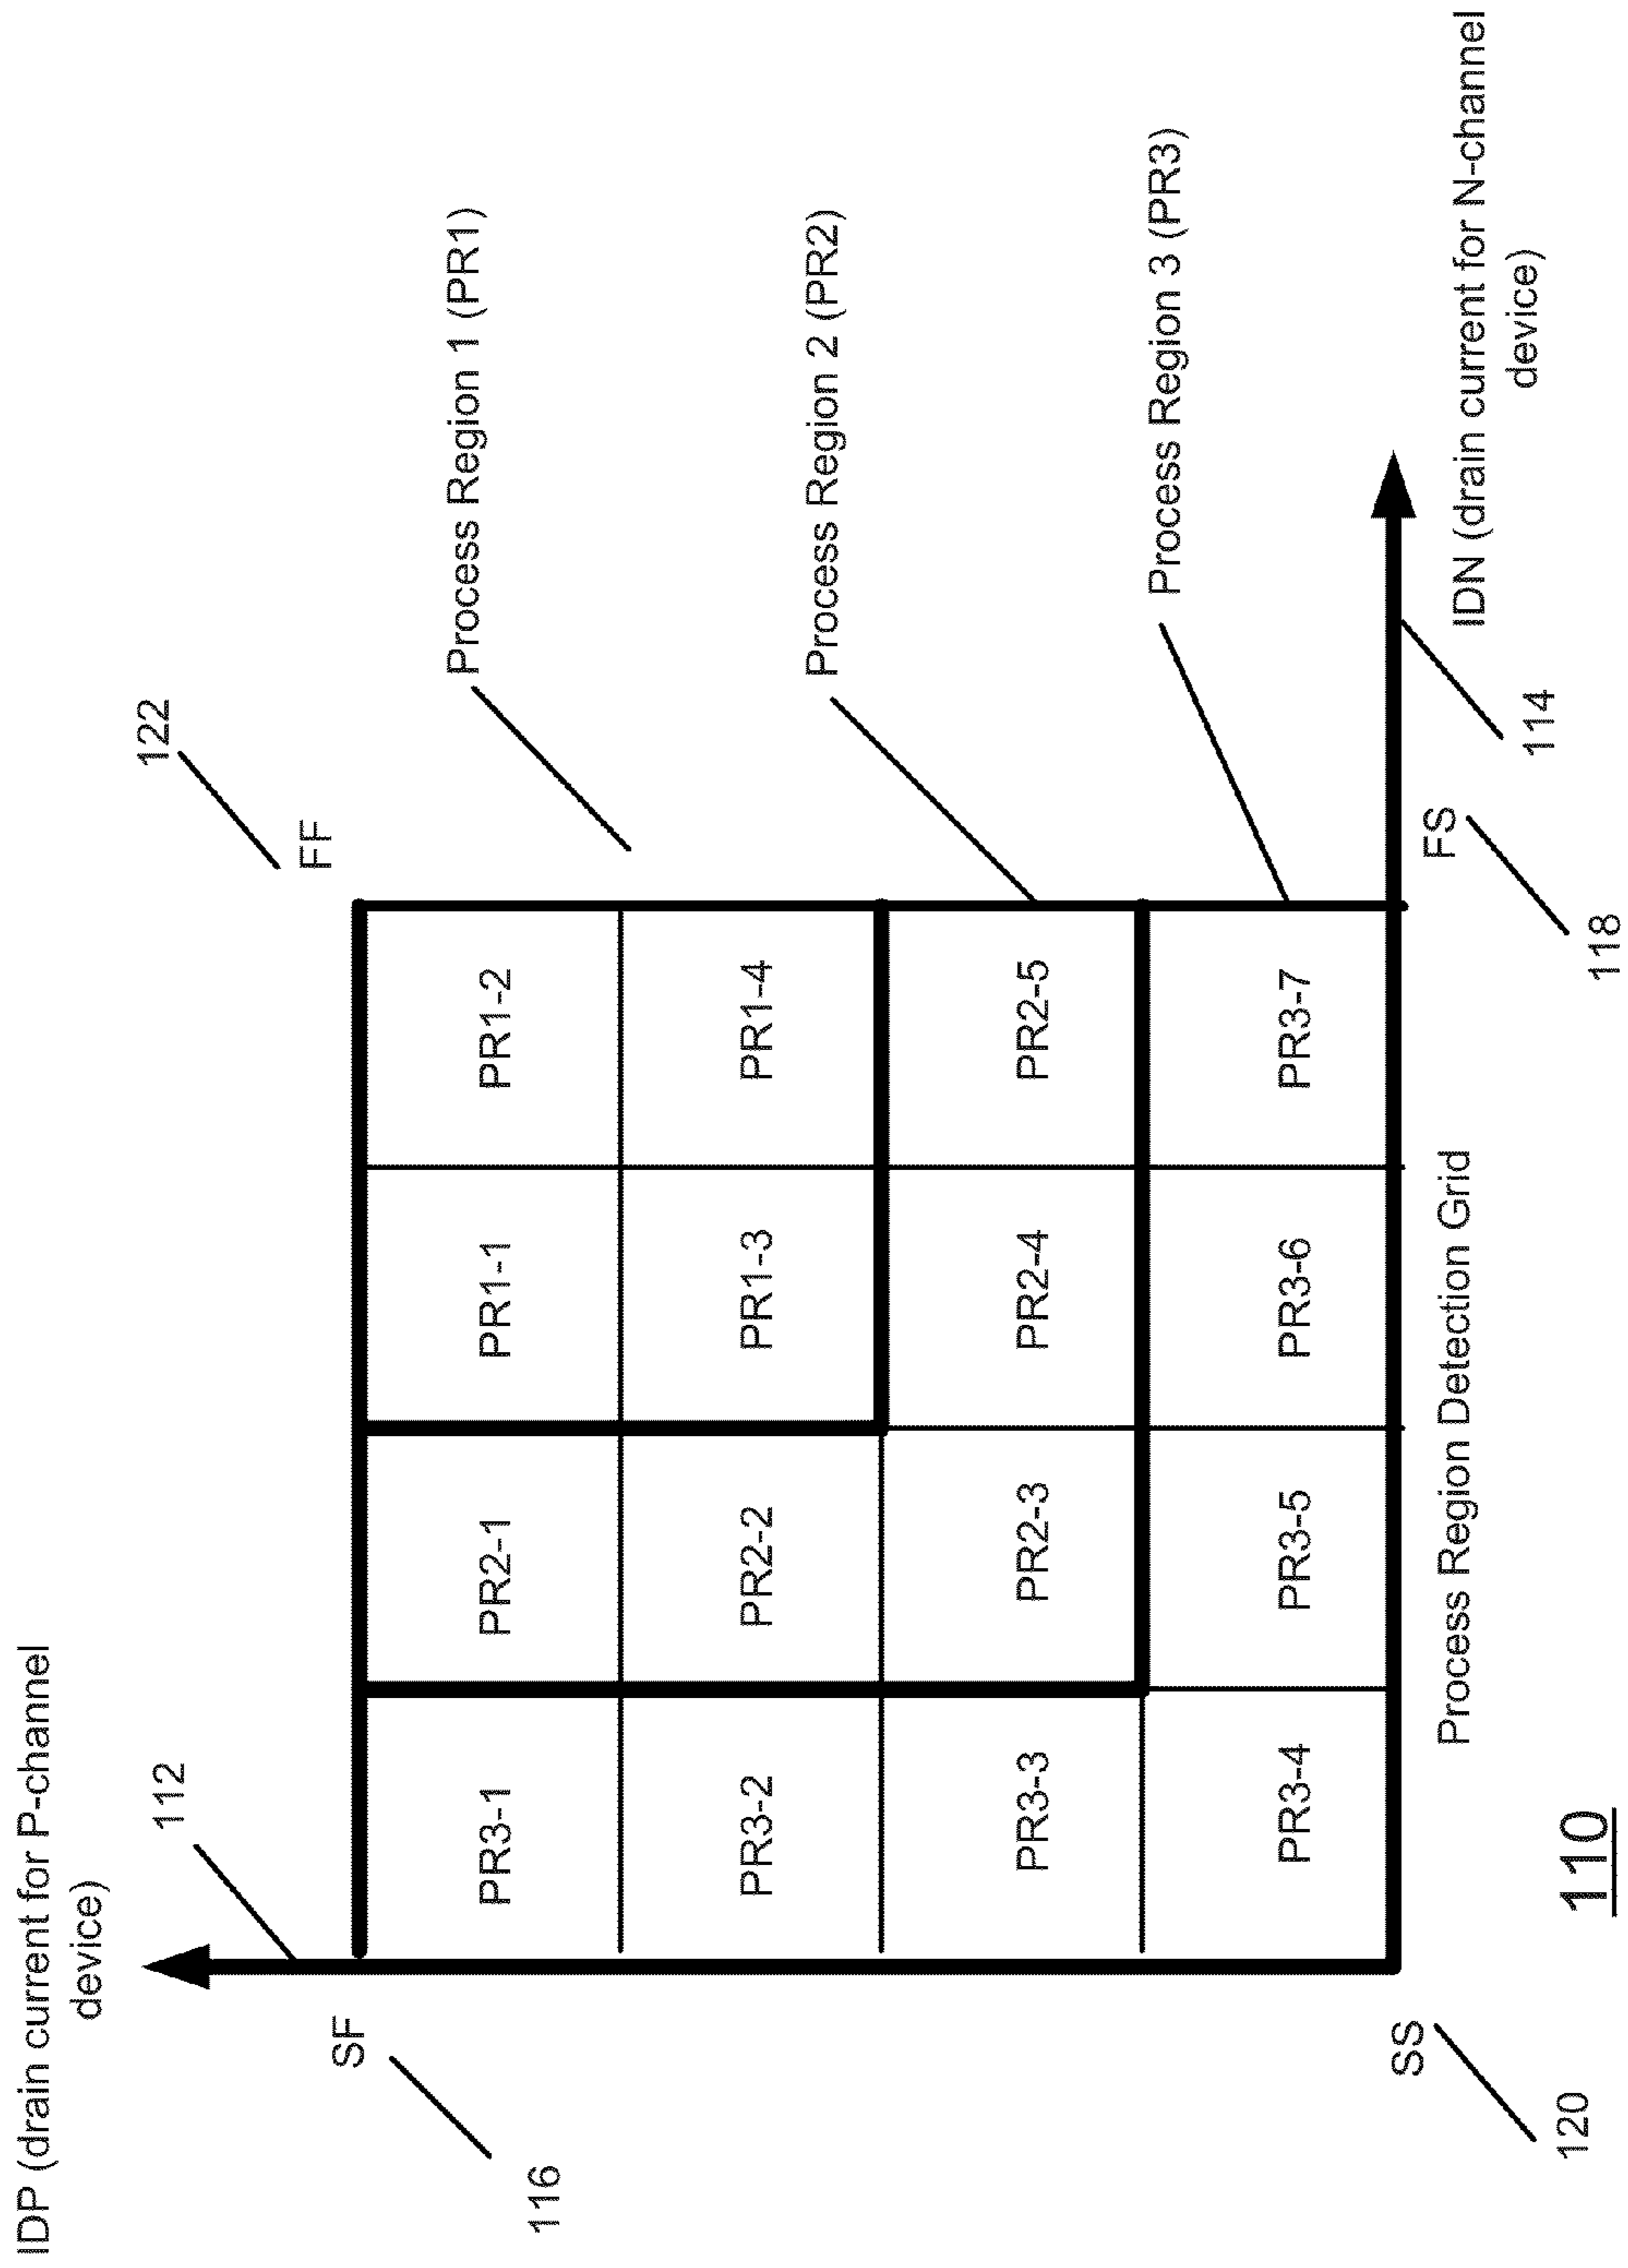 IDP (drain current for P-channel
device)
112
122
SF
FF
116
Process Region 1 (PR1)
PR3-1
PR2-1
PR1-1
PR1-2
PR3-2
PR2-2
PR1-3
PR1-4
Process Region 2 (PR2)
PR3-3
PR2-3
PR2-4
PR2-5
Process Region 3 (PR3)
PR3-4
PR3-5
PR3-6
PR3-7
SS
FS
120
118
114
Process Region Detection Grid
IDN (drain current for N-channel
device)
110